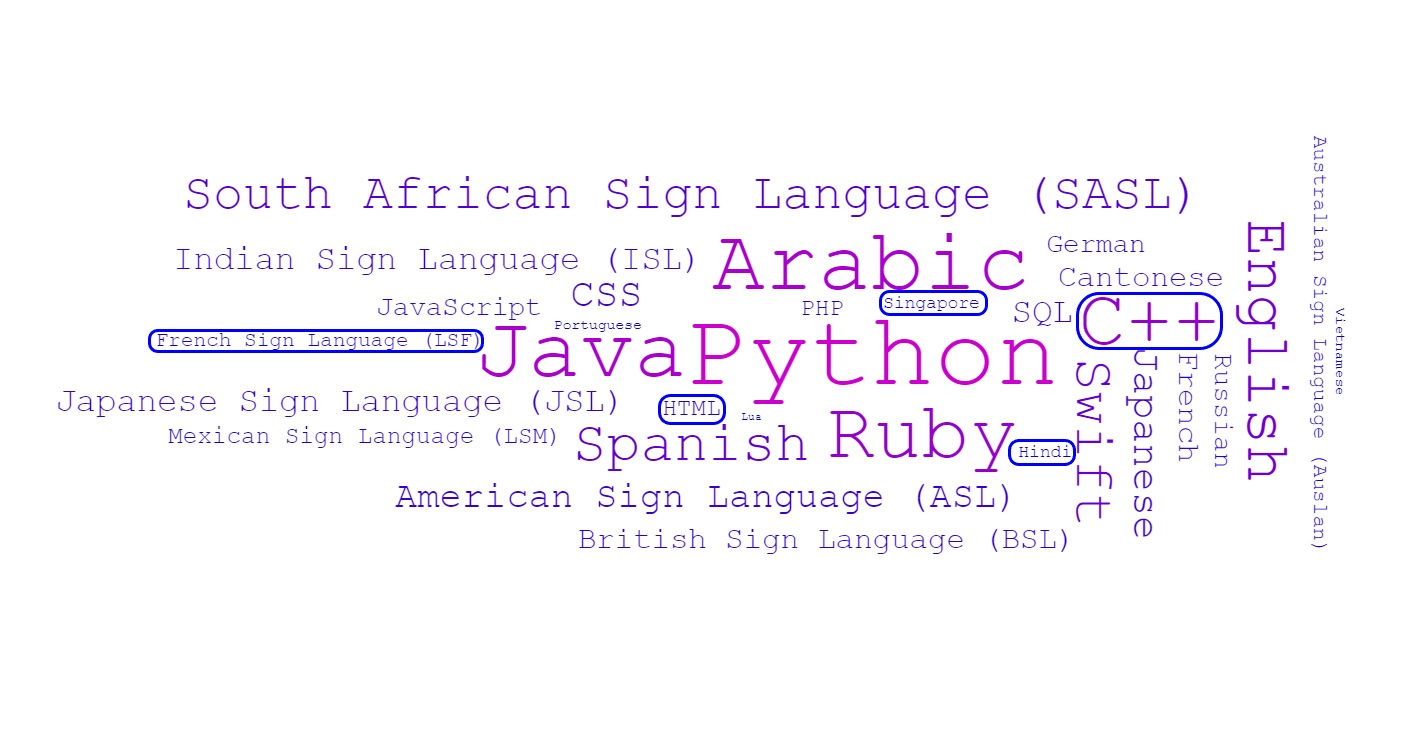 South African Sign Language (SASL)
Indian Sign Language (ISL)
Arabic
German
Cantonese
JavaScript
CSS
PHP
Singapore
SQL
C++
Portuguese
French Sign Language (LSF)
Java
Python
Japanese Sign Language (JSL)
HTML
Lua
Mexican Sign Language (LSM)
Spanish
Ruby
Hindi
American Sign Language (ASL)
British Sign Language (BSL)
Swift
Japanese
French
Russian
English
Australian Sign Language (Auslan)
Vietnamese